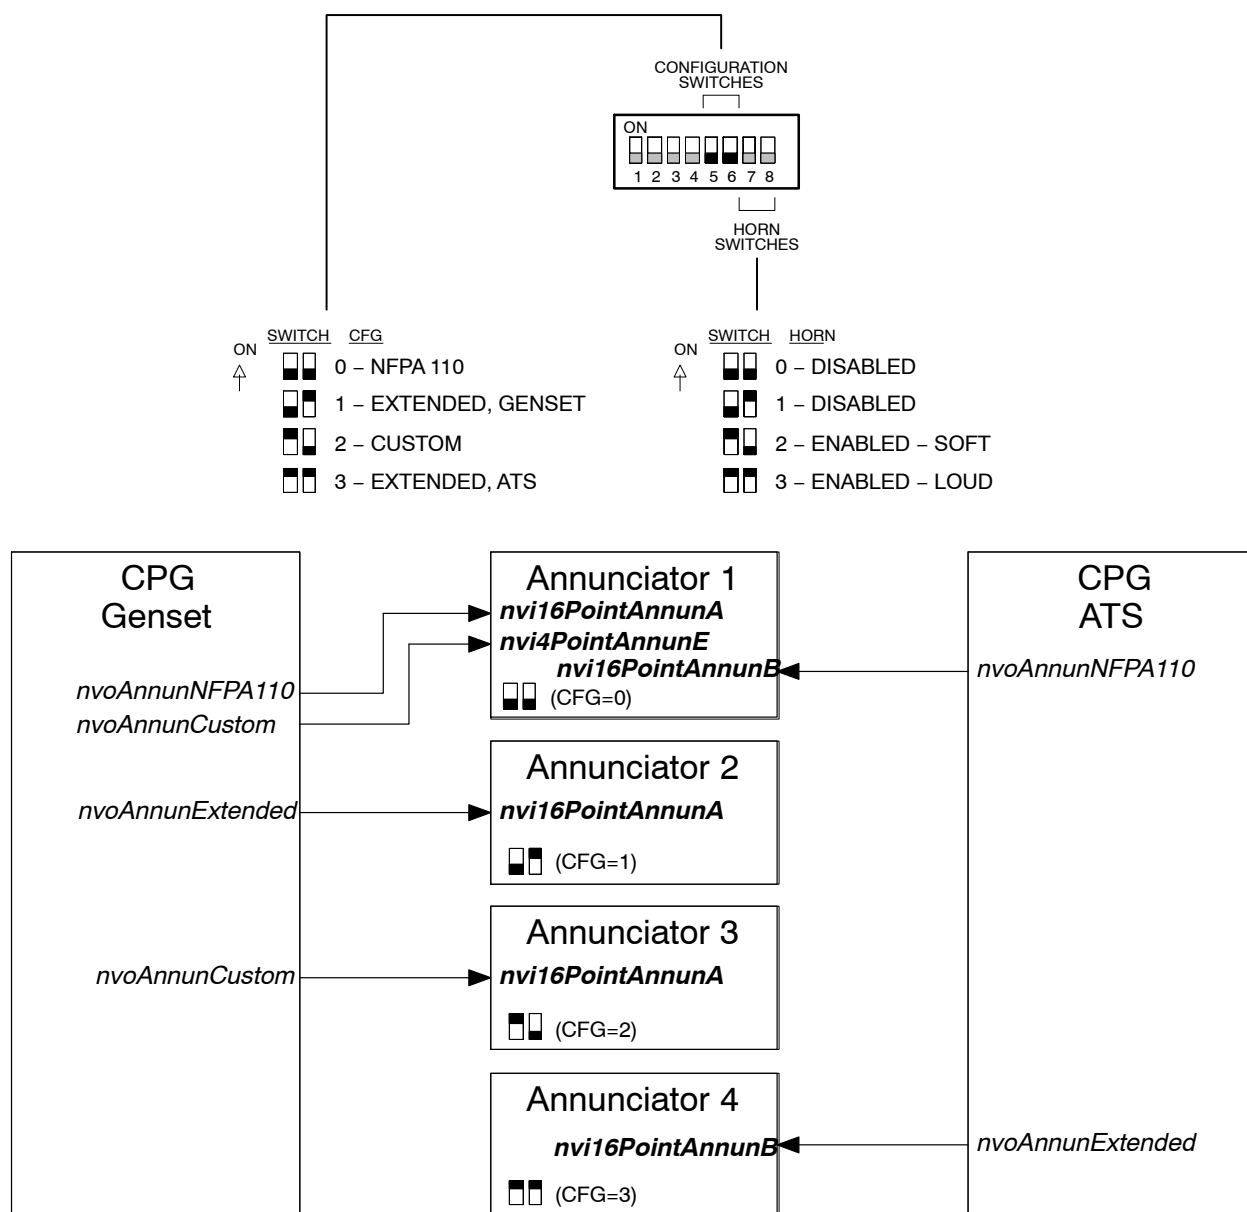 CONFIGURATION
SWITCHES
ON
1 2 3 4 5 6 7 8
HORN
SWITCHES
SWITCH CFG
ON
0 – NFPA 110
1 – EXTENDED, GENSET
2 – CUSTOM
3 – EXTENDED, ATS
SWITCH HORN
ON
0 – DISABLED
1 – DISABLED
2 – ENABLED – SOFT
3 – ENABLED – LOUD
CPG
Genset
nvoAnnunNFPA110
nvoAnnunCustom
nvoAnnunExtended
nvoAnnunCustom
Annunciator 1
nvi16PointAnnunA
nvi4PointAnnunE
nvi16PointAnnunB
(CFG=0)
Annunciator 2
nvi16PointAnnunA
(CFG=1)
Annunciator 3
nvi16PointAnnunA
(CFG=2)
Annunciator 4
nvi16PointAnnunB
(CFG=3)
CPG
ATS
nvoAnnunNFPA110
nvoAnnunExtended